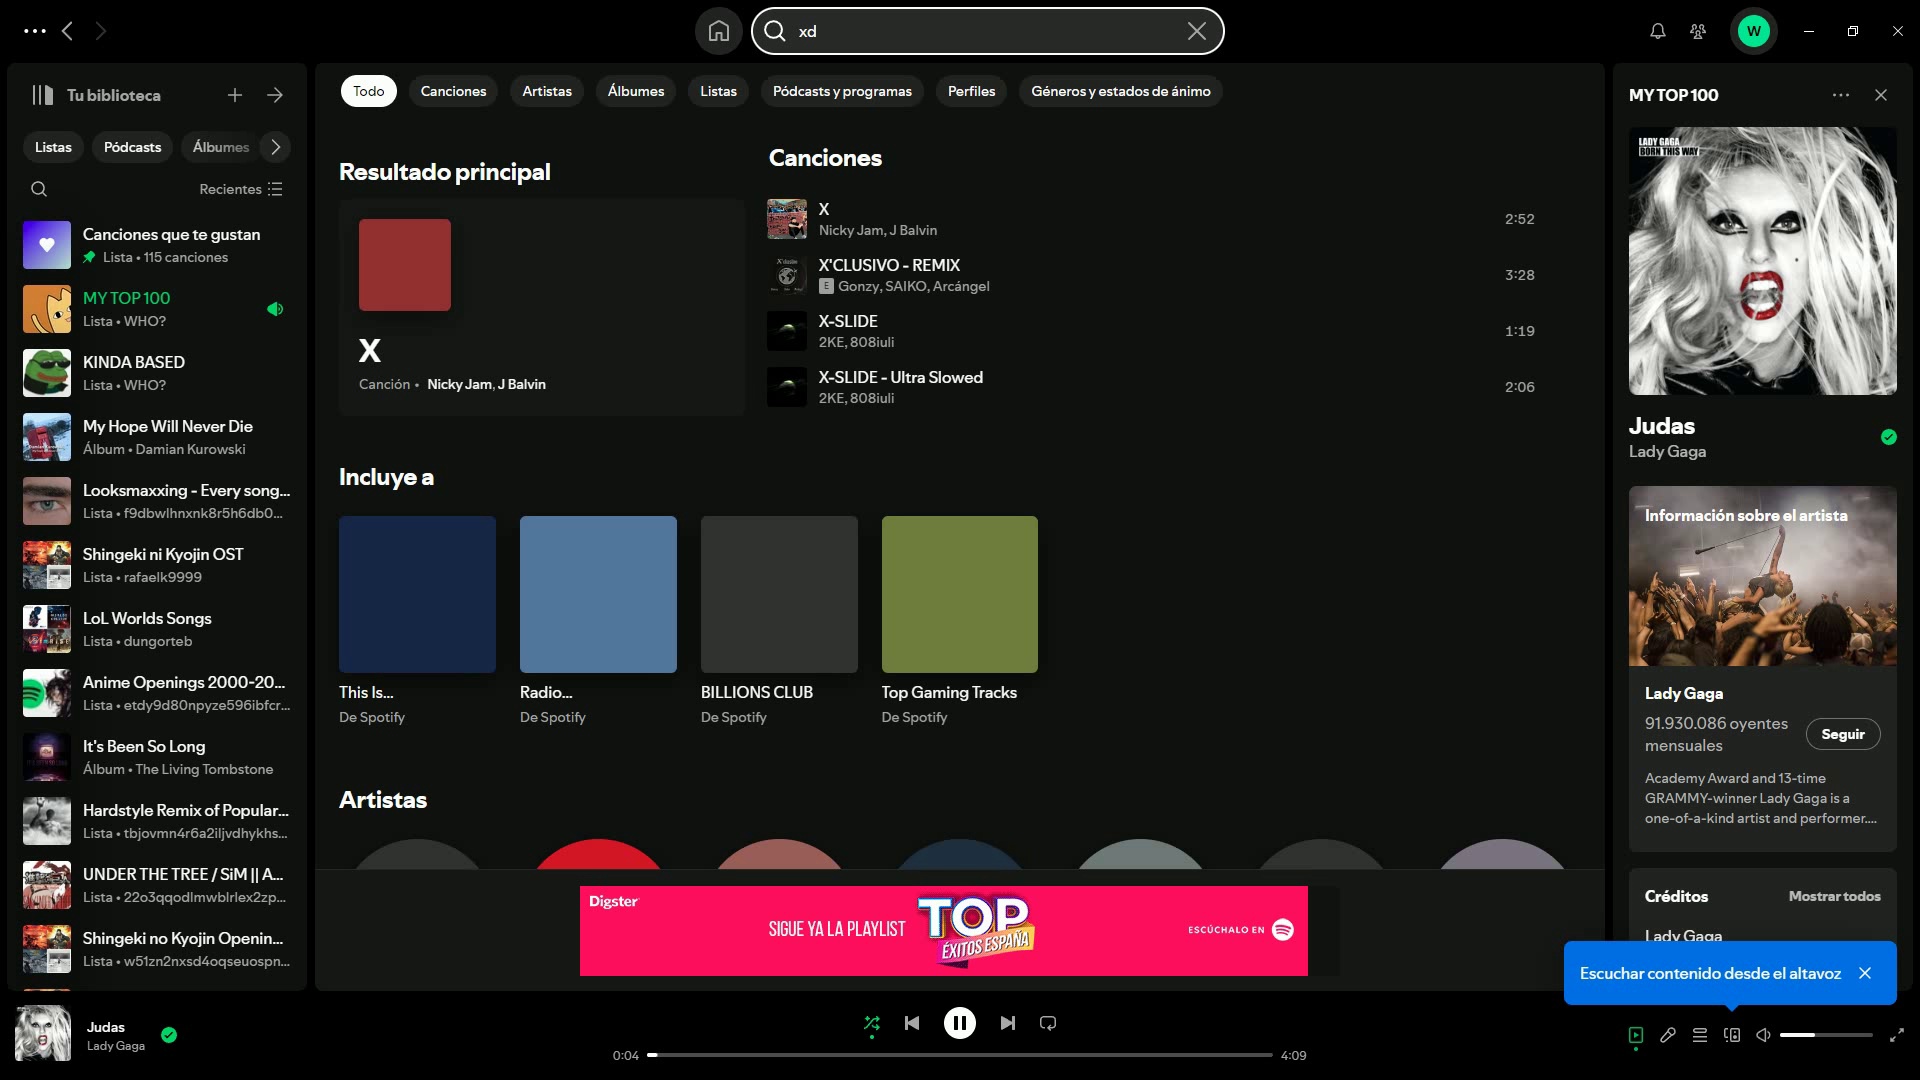 xd
W
Tu biblioteca
Listas
Pódcasts
Álbumes
Recientes
Canciones que te gustan
Lista • 115 canciones
MY TOP 100
Lista • WHO?
KINDA BASED
Lista • WHO?
My Hope Will Never Die
Álbum • Damian Kurowski
Looksmaxxing - Every song...
Lista • f9dbwlhnxnk8r5h6db0...
Shingeki ni Kyojin OST
Lista • rafaelk9999
LoL Worlds Songs
Lista • dungorteb
Anime Openings 2000-20...
Lista • etdy9d80npyze596ibfcr...
It's Been So Long
Álbum • The Living Tombstone
Hardstyle Remix of Popular...
Lista • tbjovmn4r6a2iljvdhykhs...
UNDER THE TREE / SiM || A...
Lista • 22o3qqodlmwblrlex2zp...
Shingeki no Kyojin Openin...
Lista • w51zn2nxsd4oqseuospn...
Todo
Canciones
Artistas
Álbumes
Listas
Pódcasts y programas
Perfiles
Géneros y estados de ánimo
Resultado principal
X
Canción • Nicky Jam, J Balvin
Canciones
X
Nicky Jam, J Balvin
2:52
X'CLUSIVO - REMIX
E Gonzy, SAIKO, Arcángel
3:28
X-SLIDE
2KE, 808iuli
1:19
X-SLIDE - Ultra Slowed
2KE, 808iuli
2:06
Incluye a
This Is...
De Spotify
Radio...
De Spotify
BILLIONS CLUB
De Spotify
Top Gaming Tracks
De Spotify
Artistas
Digster
SIGUE YA LA PLAYLIST
TOP
ÉXITOS ESPAÑA
ESCÚCHALO EN
MY TOP 100
LADY GAGA
BORN THIS WAY
Judas
Lady Gaga
Información sobre el artista
Lady Gaga
91.930.086 oyentes
mensuales
Seguir
Academy Award and 13-time
GRAMMY-winner Lady Gaga is a
one-of-a-kind artist and performer....
Créditos
Mostrar todos
Lady Gaga
Escuchar contenido desde el altavoz
Judas
Lady Gaga
0:04
4:09